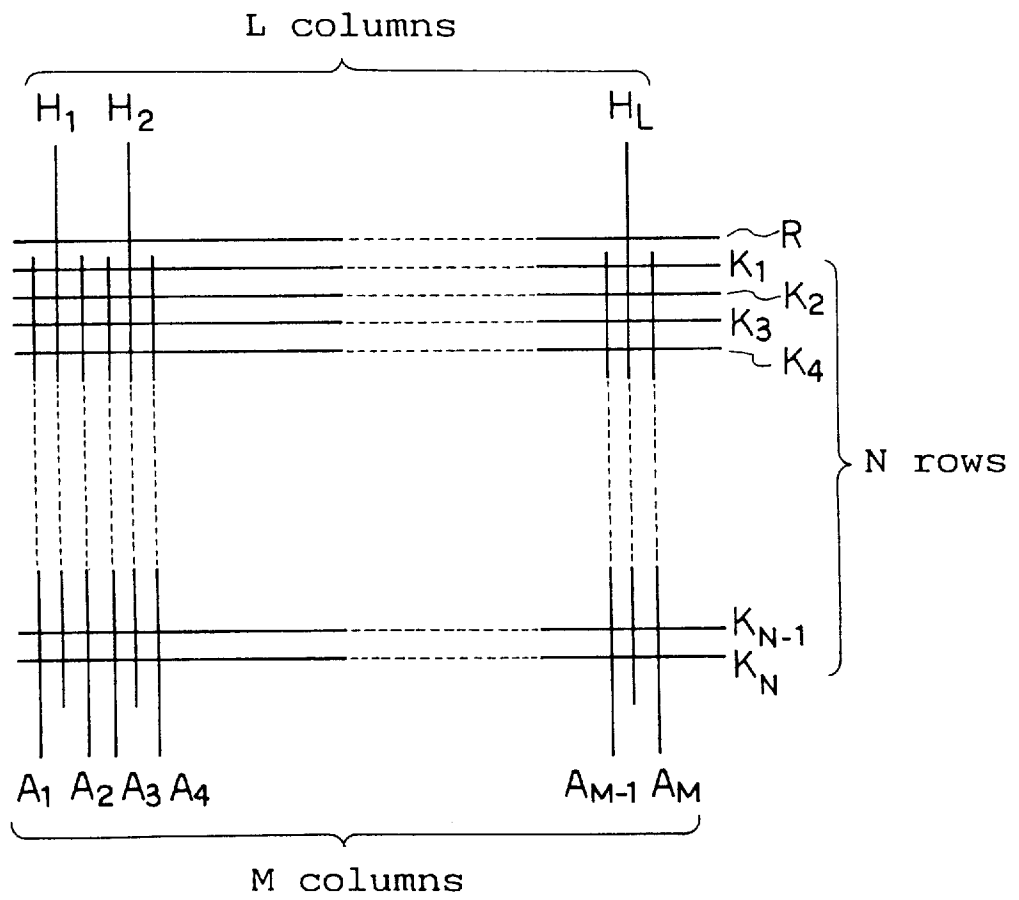 L columns
H1 H2 HL
R
K1
K2
K3
K4
N rows
KN-1
KN
A1 A2 A3 A4 AM-1 AM
M columns